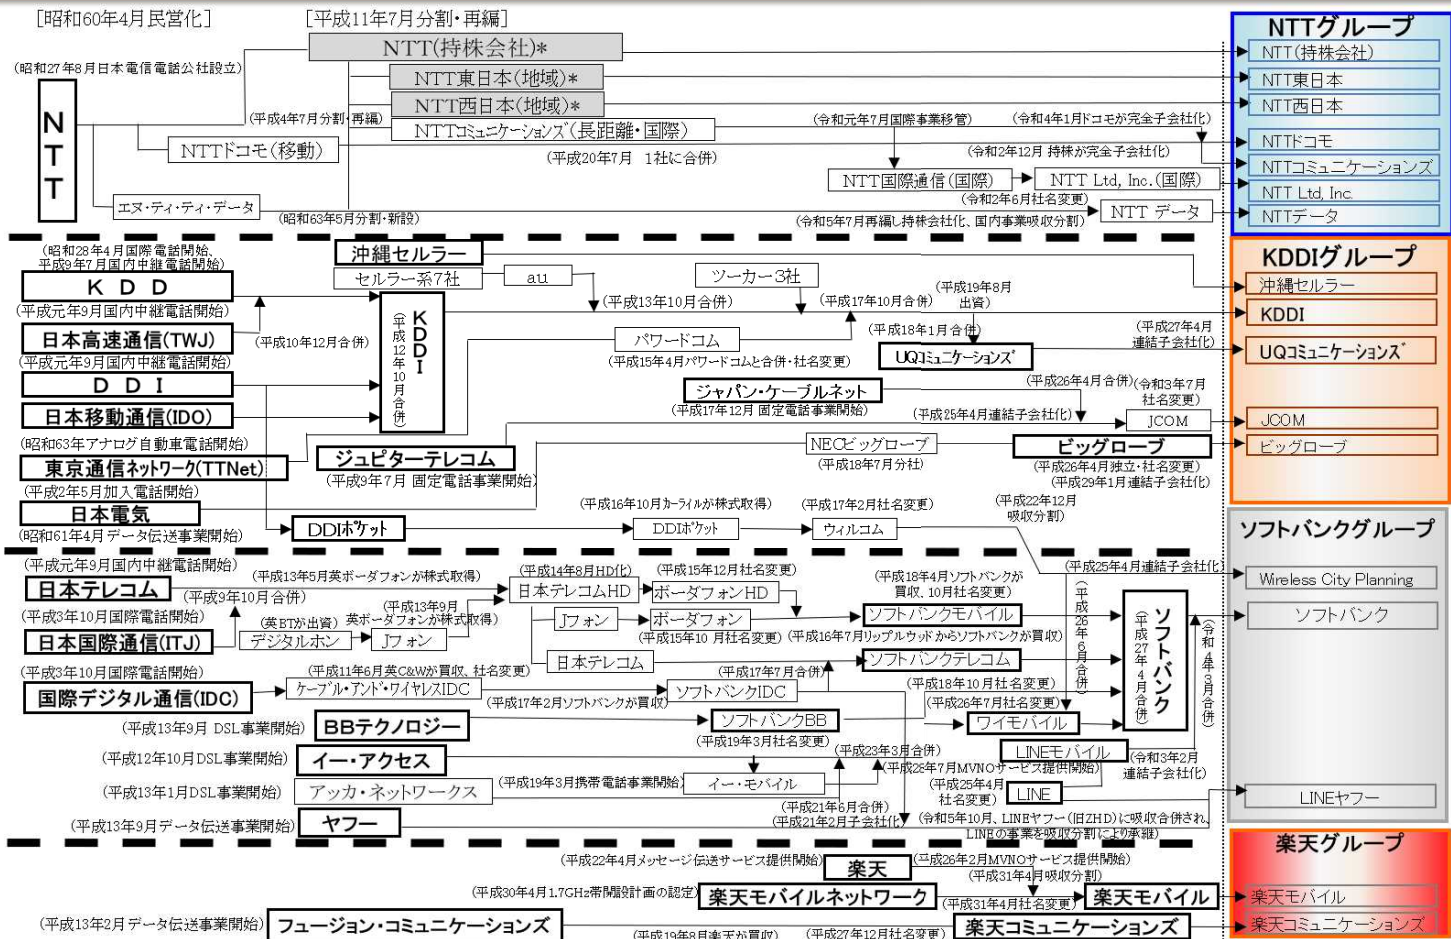 [昭和60年4月民営化]
[平成11年7月分割・再編]
NTTグループ
NTT(持株会社)*
NTT(持株会社)
(昭和27年8月日本電信電話公社設立)
NTT東日本(地域)*
NTT東日本
NTT西日本(地域)*
NTT西日本
NTT
(平成4年7月分割・再編)
NTTコミュニケーションズ(長距離・国際)
(令和元年7月国際事業移管)
(令和4年1月ドコモが完全子会社化)
NTTドコモ(移動)
(平成20年7月 1社に合併)
(令和2年12月 持株が完全子会社化)
NTTドコモ
NTTコミュニケーションズ
NTT国際通信(国際)
NTT Ltd, Inc.(国際)
NTT Ltd, Inc.
エヌ・ティ・ティ・データ
(昭和63年5月分割・新設)
(令和2年6月社名変更)
(令和5年7月再編し持株会社化、国内事業吸収分割)
NTT データ
NTTデータ
(昭和28年4月国際電話開始、
平成9年7月国内中継電話開始)
沖縄セルラー
KDDIグループ
KDD
セルラー系7社
au
ツーカー3社
(平成19年8月
出資)
沖縄セルラー
(平成元年9月国内中継電話開始)
(平成13年10月合併)
(平成17年10月合併)
KDDI
日本高速通信(TWJ)
(平成10年12月合併)
KDDI
(平成12年10月合併)
パワードコム
(平成15年4月パワードコムと合併・社名変更)
(平成18年1月合併)
UQコミュニケーションズ
(平成27年4月
連結子会社化)
UQコミュニケーションズ
(平成元年9月国内中継電話開始)
DDI
ジャパン・ケーブルネット
(平成26年4月合併)
(令和3年7月
社名変更)
日本移動通信(IDO)
(平成17年12月 固定電話事業開始)
(平成25年4月連結子会社化)
JCOM
JCOM
(昭和63年アナログ自動車電話開始)
NECビッグローブ
ビッグローブ
ビッグローブ
東京通信ネットワーク(TTNet)
ジュピターテレコム
(平成18年7月分社)
(平成26年4月独立・社名変更)
(平成29年1月連結子会社化)
(平成9年7月 固定電話事業開始)
(平成2年5月加入電話開始)
日本電気
(平成16年10月カーライルが株式取得)
(平成17年2月社名変更)
(平成22年12月
吸収分割)
(昭和61年4月データ伝送事業開始)
DDIポケット
DDIポケット
ウィルコム
ソフトバンクグループ
(平成元年9月国内中継電話開始)
(平成25年4月連結子会社化)
日本テレコム
(平成13年5月英ボーダフォンが株式取得)
(平成14年8月HD化)
(平成15年12月社名変更)
(平成18年4月ソフトバンクが
買収、10月社名変更)
Wireless City Planning
(平成9年10月合併)
日本テレコムHD
ボーダフォンHD
(平成3年10月国際電話開始)
(英BTが出資)
(平成13年9月
英ボーダフォンが株式取得)
Jフォン
ボーダフォン
ソフトバンクモバイル
(平成26年6月合併)
ソフトバンク
(平成27年4月合併)
ソフトバンク
(令和4年3月合併)
日本国際通信(ITJ)
デジタルホン
Jフォン
(平成15年10月社名変更)
(平成16年7月リップルウッドからソフトバンクが買収)
日本テレコム
ソフトバンクテレコム
(平成3年10月国際電話開始)
(平成11年6月英C&Wが買収、社名変更)
(平成17年7月合併)
国際デジタル通信(IDC)
ケーブル・アンド・ワイヤレスIDC
(平成17年2月ソフトバンクが買収)
ソフトバンクIDC
(平成18年10月社名変更)
(平成26年7月社名変更)
(平成13年9月 DSL事業開始)
BBテクノロジー
ソフトバンクBB
ワイモバイル
(平成19年3月社名変更)
(平成12年10月DSL事業開始)
イー・アクセス
(平成23年3月合併)
LINEモバイル
(令和3年2月
連結子会社化)
(平成28年7月MVNOサービス提供開始)
(平成13年1月DSL事業開始)
アッカ・ネットワークス
(平成19年3月携帯電話事業開始)
イー・モバイル
(平成25年4月
社名変更)
LINE
LINEヤフー
(平成21年6月合併)
(平成13年9月データ伝送事業開始)
ヤフー
(平成21年2月子会社化)
(令和5年10月、LINEヤフー(旧ZHD)に吸収合併され、
LINEの事業を吸収分割により承継)
楽天グループ
(平成22年4月メッセージ伝送サービス提供開始)
楽天
(平成26年2月MVNOサービス提供開始)
(平成31年4月吸収分割)
(平成30年4月1.7GHz帯開設計画の認定)
楽天モバイルネットワーク
(平成31年4月社名変更)
楽天モバイル
楽天モバイル
(平成13年2月データ伝送事業開始)
フュージョン・コミュニケーションズ
(平成19年8月楽天が買収)
(平成27年12月社名変更)
楽天コミュニケーションズ
楽天コミュニケーションズ